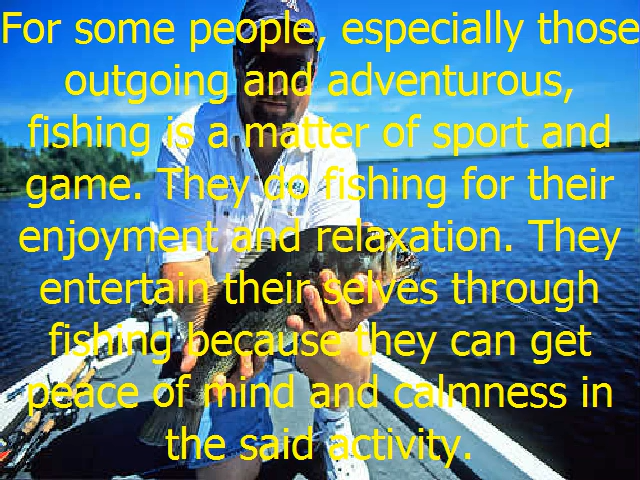 For some people, especially those
outgoing and adventurous,
fishing is a matter of sport and
game. They do fishing for their
enjoyment and relaxation. They
entertain their selves through
fishing because they can get
peace of mind and calmness in
the said activity.